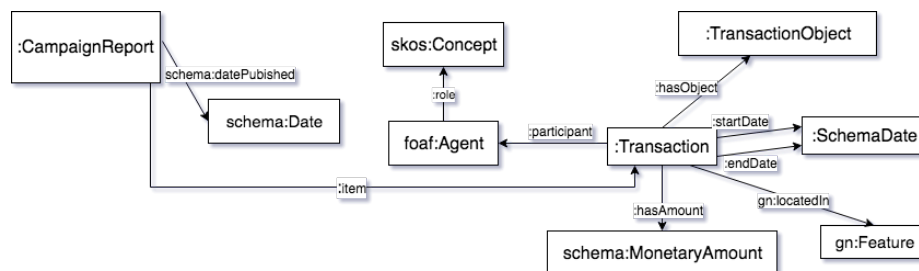 :CampaignReport
schema:datePubished
schema:Date
skos:Concept
:role
foaf:Agent
:participant
:TransactionObject
:hasObject
:Transaction
:startDate
:endDate
:SchemaDate
:item
:hasAmount
gn:locatedIn
schema:MonetaryAmount
gn:Feature